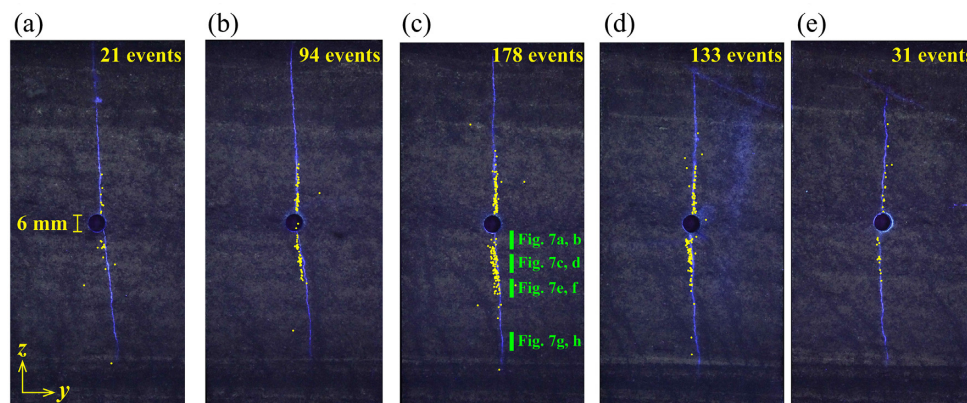 (a) (b) (c) (d) (e)
21 events 94 events 178 events 133 events 31 events
6 mm
Fig. 7a, b
Fig. 7c, d
Fig. 7e, f
Fig. 7g, h
z
y